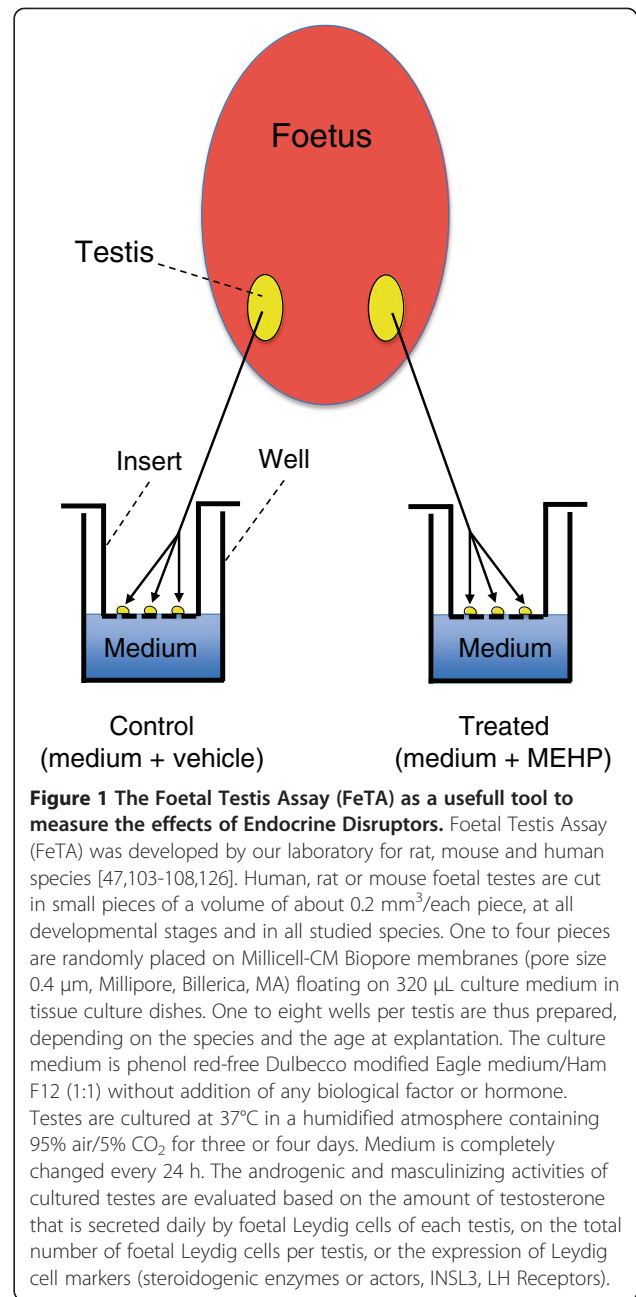 Foetus
Testis
Insert
Well
Medium
Medium
Control
(medium + vehicle)
Treated
(medium + MEHP)
Figure 1 The Foetal Testis Assay (FeTA) as a usefull tool to
measure the effects of Endocrine Disruptors. Foetal Testis Assay
(FeTA) was developed by our laboratory for rat, mouse and human
species [47,103-108,126]. Human, rat or mouse foetal testes are cut
in small pieces of a volume of about 0.2 mm³/each piece, at all
developmental stages and in all studied species. One to four pieces
are randomly placed on Millicell-CM Biopore membranes (pore size
0.4 μm, Millipore, Billerica, MA) floating on 320 μL culture medium in
tissue culture dishes. One to eight wells per testis are thus prepared,
depending on the species and the age at explantation. The culture
medium is phenol red-free Dulbecco modified Eagle medium/Ham
F12 (1:1) without addition of any biological factor or hormone.
Testes are cultured at 37°C in a humidified atmosphere containing
95% air/5% CO₂ for three or four days. Medium is completely
changed every 24 h. The androgenic and masculinizing activities of
cultured testes are evaluated based on the amount of testosterone
that is secreted daily by foetal Leydig cells of each testis, on the total
number of foetal Leydig cells per testis, or the expression of Leydig
cell markers (steroidogenic enzymes or actors, INSL3, LH Receptors).